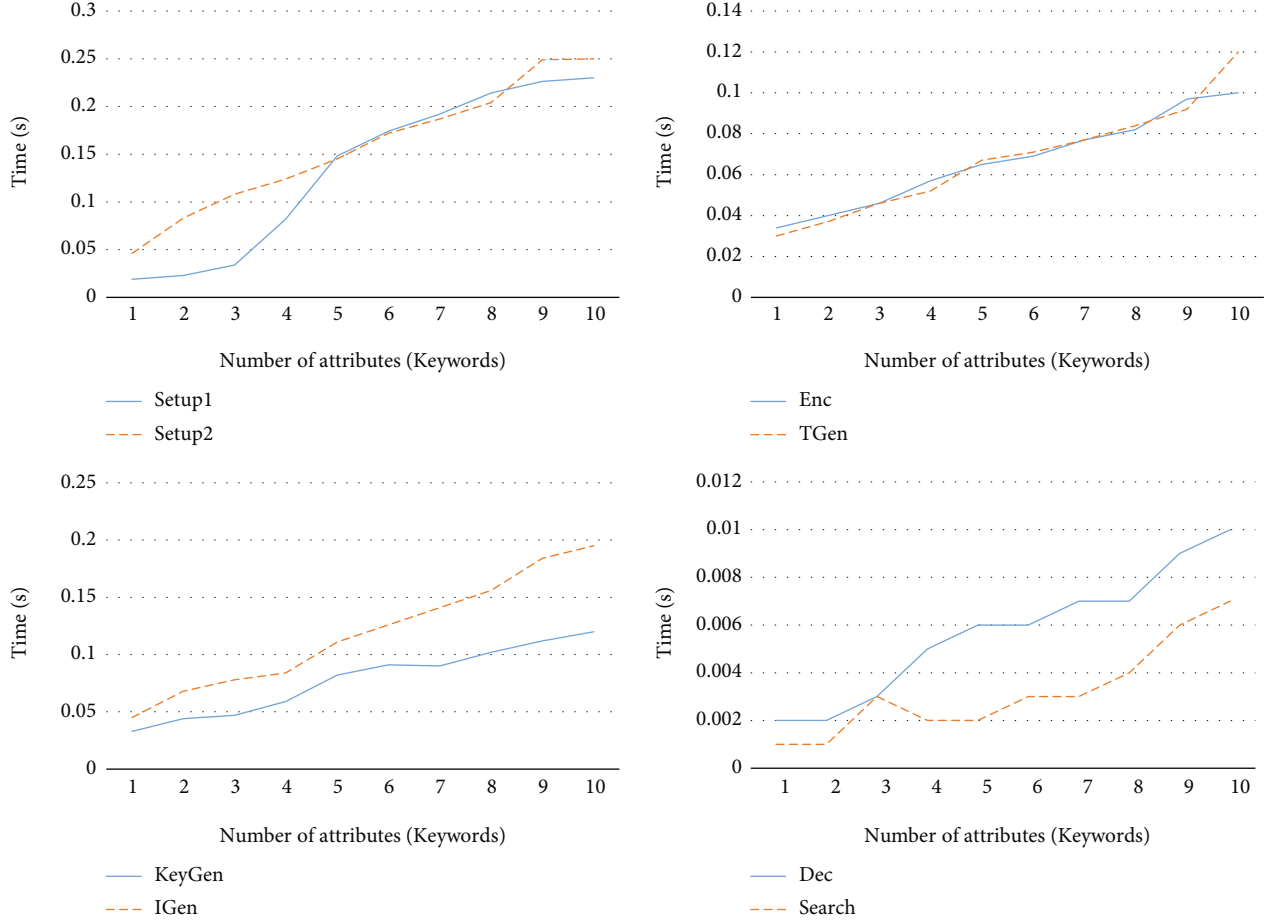 0.3
0.25
0.2
0.15
0.1
0.05
0
Time (s)
1 2 3 4 5 6 7 8 9 10
Number of attributes (Keywords)
Setup1
Setup2
0.14
0.12
0.1
0.08
0.06
0.04
0.02
0
Time (s)
1 2 3 4 5 6 7 8 9 10
Number of attributes (Keywords)
Enc
TGen
0.25
0.2
0.15
0.1
0.05
0
Time (s)
1 2 3 4 5 6 7 8 9 10
Number of attributes (Keywords)
KeyGen
IGen
0.012
0.01
0.008
0.006
0.004
0.002
0
Time (s)
1 2 3 4 5 6 7 8 9 10
Number of attributes (Keywords)
Dec
Search